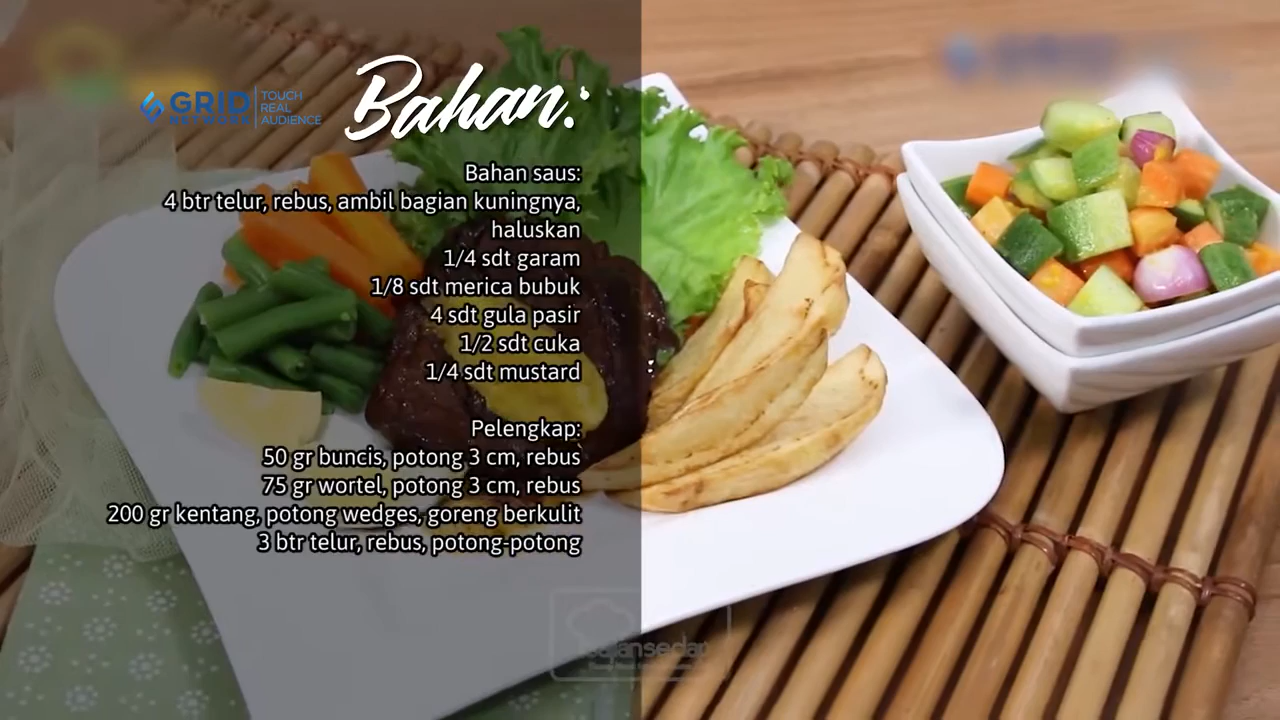 GRID
NETWORK
TOUCH
REAL
AUDIENCE
Bahan:
Bahan saus:
4 btr telur, rebus, ambil bagian kuningnya,
haluskan
1/4 sdt garam
1/8 sdt merica bubuk
4 sdt gula pasir
1/2 sdt cuka
1/4 sdt mustard
Pelengkap:
50 gr buncis, potong 3 cm, rebus
75 gr wortel, potong 3 cm, rebus
200 gr kentang, potong wedges, goreng berkulit
3 btr telur, rebus, potong-potong